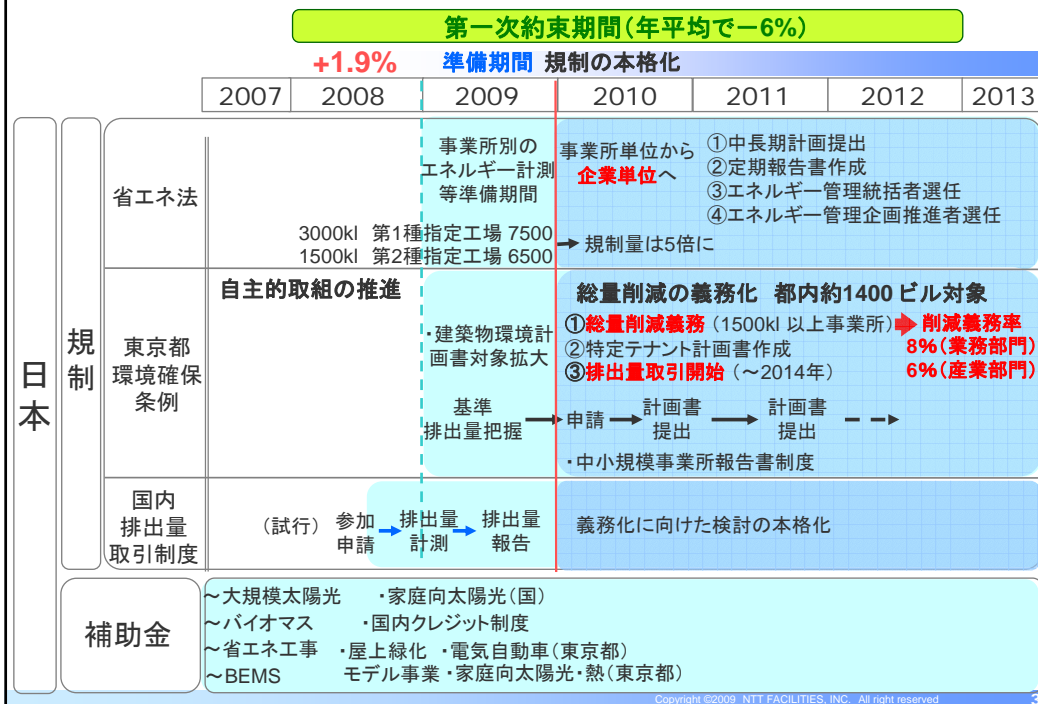 第一次約束期間(年平均で-6%)
+1.9% 準備期間 規制の本格化
2007 2008 2009 2010 2011 2012 2013
日本
規制
省エネ法
事業所別の
エネルギー計測
等準備期間
3000kl 第1種指定工場 7500
1500kl 第2種指定工場 6500
事業所単位から
企業単位へ
①中長期計画提出
②定期報告書作成
③エネルギー管理統括者選任
④エネルギー管理企画推進者選任
規制量は5倍に
東京都
環境確保
条例
自主的取組の推進
・建築物環境計
画書対象拡大
基準
排出量把握
総量削減の義務化 都内約1400ビル対象
①総量削減義務 (1500kl 以上事業所) 削減義務率
②特定テナント計画書作成 8%(業務部門)
③排出量取引開始 (~2014年) 6%(産業部門)
申請
計画書
提出
計画書
提出
・中小規模事業所報告書制度
国内
排出量
取引制度
(試行)
参加
申請
排出量
計測
排出量
報告
義務化に向けた検討の本格化
補助金
~大規模太陽光 ・家庭向太陽光(国)
~バイオマス ・国内クレジット制度
~省エネ工事 ・屋上緑化 ・電気自動車(東京都)
~BEMS モデル事業・家庭向太陽光・熱(東京都)
Copyright ©2009 NTT FACILITIES, INC. All right reserved 3